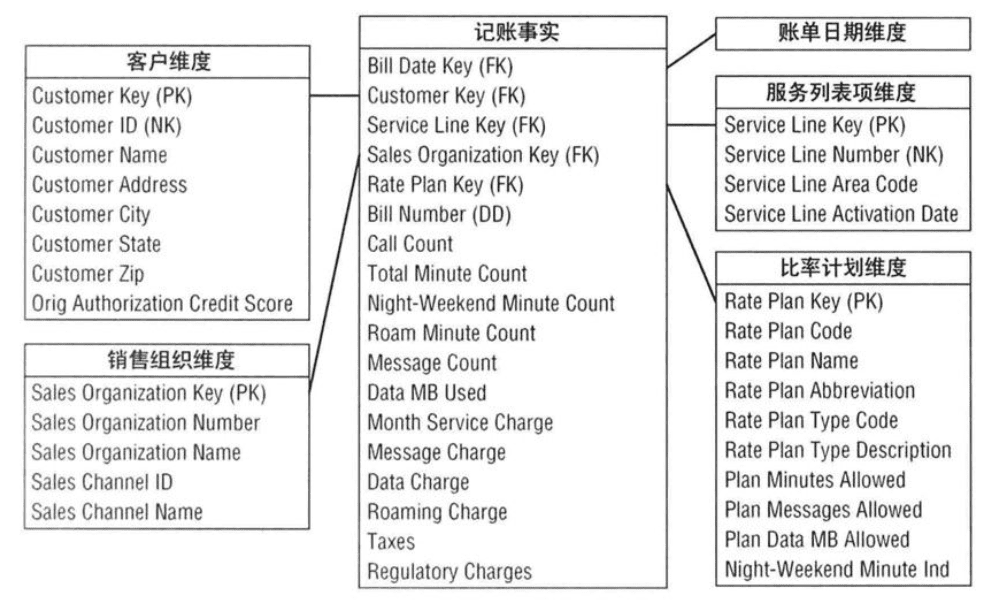 客户维度
Customer Key (PK)
Customer ID (NK)
Customer Name
Customer Address
Customer City
Customer State
Customer Zip
Orig Authorization Credit Score
销售组织维度
Sales Organization Key (PK)
Sales Organization Number
Sales Organization Name
Sales Channel ID
Sales Channel Name
记账事实
Bill Date Key (FK)
Customer Key (FK)
Service Line Key (FK)
Sales Organization Key (FK)
Rate Plan Key (FK)
Bill Number (DD)
Call Count
Total Minute Count
Night-Weekend Minute Count
Roam Minute Count
Message Count
Data MB Used
Month Service Charge
Message Charge
Data Charge
Roaming Charge
Taxes
Regulatory Charges
账单日期维度
服务列表项维度
Service Line Key (PK)
Service Line Number (NK)
Service Line Area Code
Service Line Activation Date
比率计划维度
Rate Plan Key (PK)
Rate Plan Code
Rate Plan Name
Rate Plan Abbreviation
Rate Plan Type Code
Rate Plan Type Description
Plan Minutes Allowed
Plan Messages Allowed
Plan Data MB Allowed
Night-Weekend Minute Ind